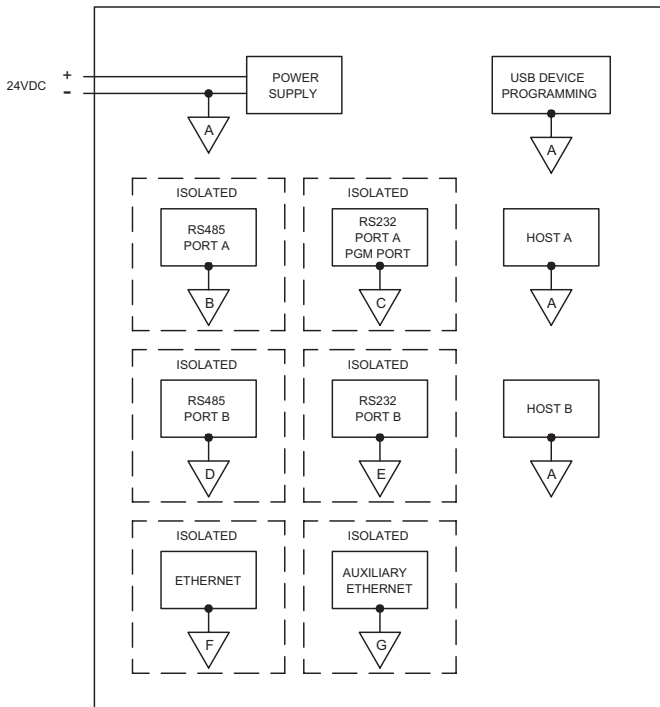 24VDC
+
-
POWER
SUPPLY
A
USB DEVICE
PROGRAMMING
A
ISOLATED
RS485
PORT A
B
ISOLATED
RS232
PORT A
PGM PORT
C
HOST A
A
ISOLATED
RS485
PORT B
D
ISOLATED
RS232
PORT B
E
HOST B
A
ISOLATED
ETHERNET
F
ISOLATED
AUXILIARY
ETHERNET
G